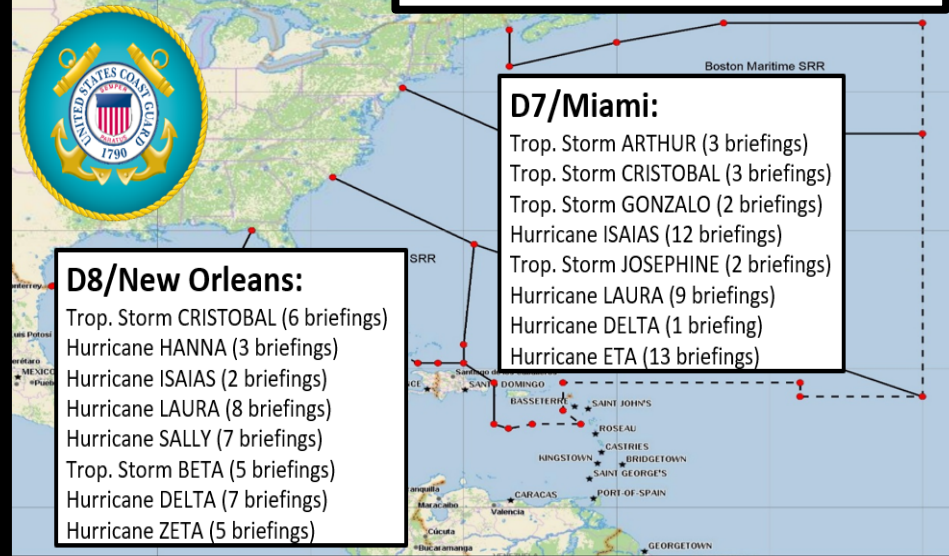 UNITED STATES COAST GUARD
SEMPER
PARATUS
1790
Boston Maritime SRR
D7/Miami:
Trop. Storm ARTHUR (3 briefings)
Trop. Storm CRISTOBAL (3 briefings)
Trop. Storm GONZALO (2 briefings)
Hurricane ISAIAS (12 briefings)
Trop. Storm JOSEPHINE (2 briefings)
Hurricane LAURA (9 briefings)
Hurricane DELTA (1 briefing)
Hurricane ETA (13 briefings)
SRR
D8/New Orleans:
Trop. Storm CRISTOBAL (6 briefings)
Hurricane HANNA (3 briefings)
Hurricane ISAIAS (2 briefings)
Hurricane LAURA (8 briefings)
Hurricane SALLY (7 briefings)
Trop. Storm BETA (5 briefings)
Hurricane DELTA (7 briefings)
Hurricane ZETA (5 briefings)
Luis Potosí
MEXICO
DOMINGO
BASSETERRE
SAINT JOHN'S
ROSEAU
CASTRIES
KINGSTOWN
BRIDGETOWN
SAINT GEORGE'S
PORT-OF-SPAIN
CARACAS
Maracaibo
Valencia
Cúcuta
Bucaramanga
GEORGETOWN